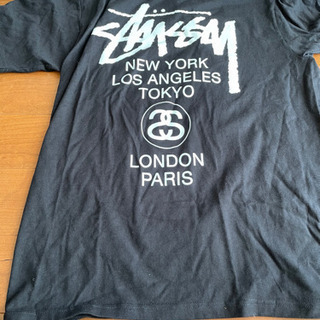 STÜSSY
NEW YORK
LOS ANGELES
TOKYO
LONDON
PARIS